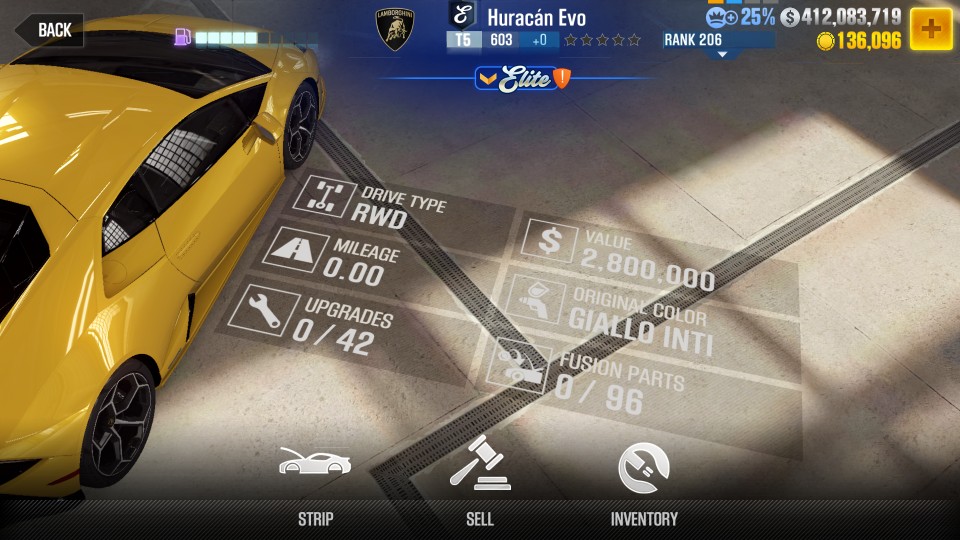 BACK
LAMBORGHINI
Huracán Evo
T5 603 +0
Elite
25%
$412,083,719
RANK 206
136,096
DRIVE TYPE
RWD
MILEAGE
0.00
UPGRADES
0 / 42
VALUE
2,800,000
ORIGINAL COLOR
GIALLO INTI
FUSION PARTS
0 / 96
STRIP
SELL
INVENTORY